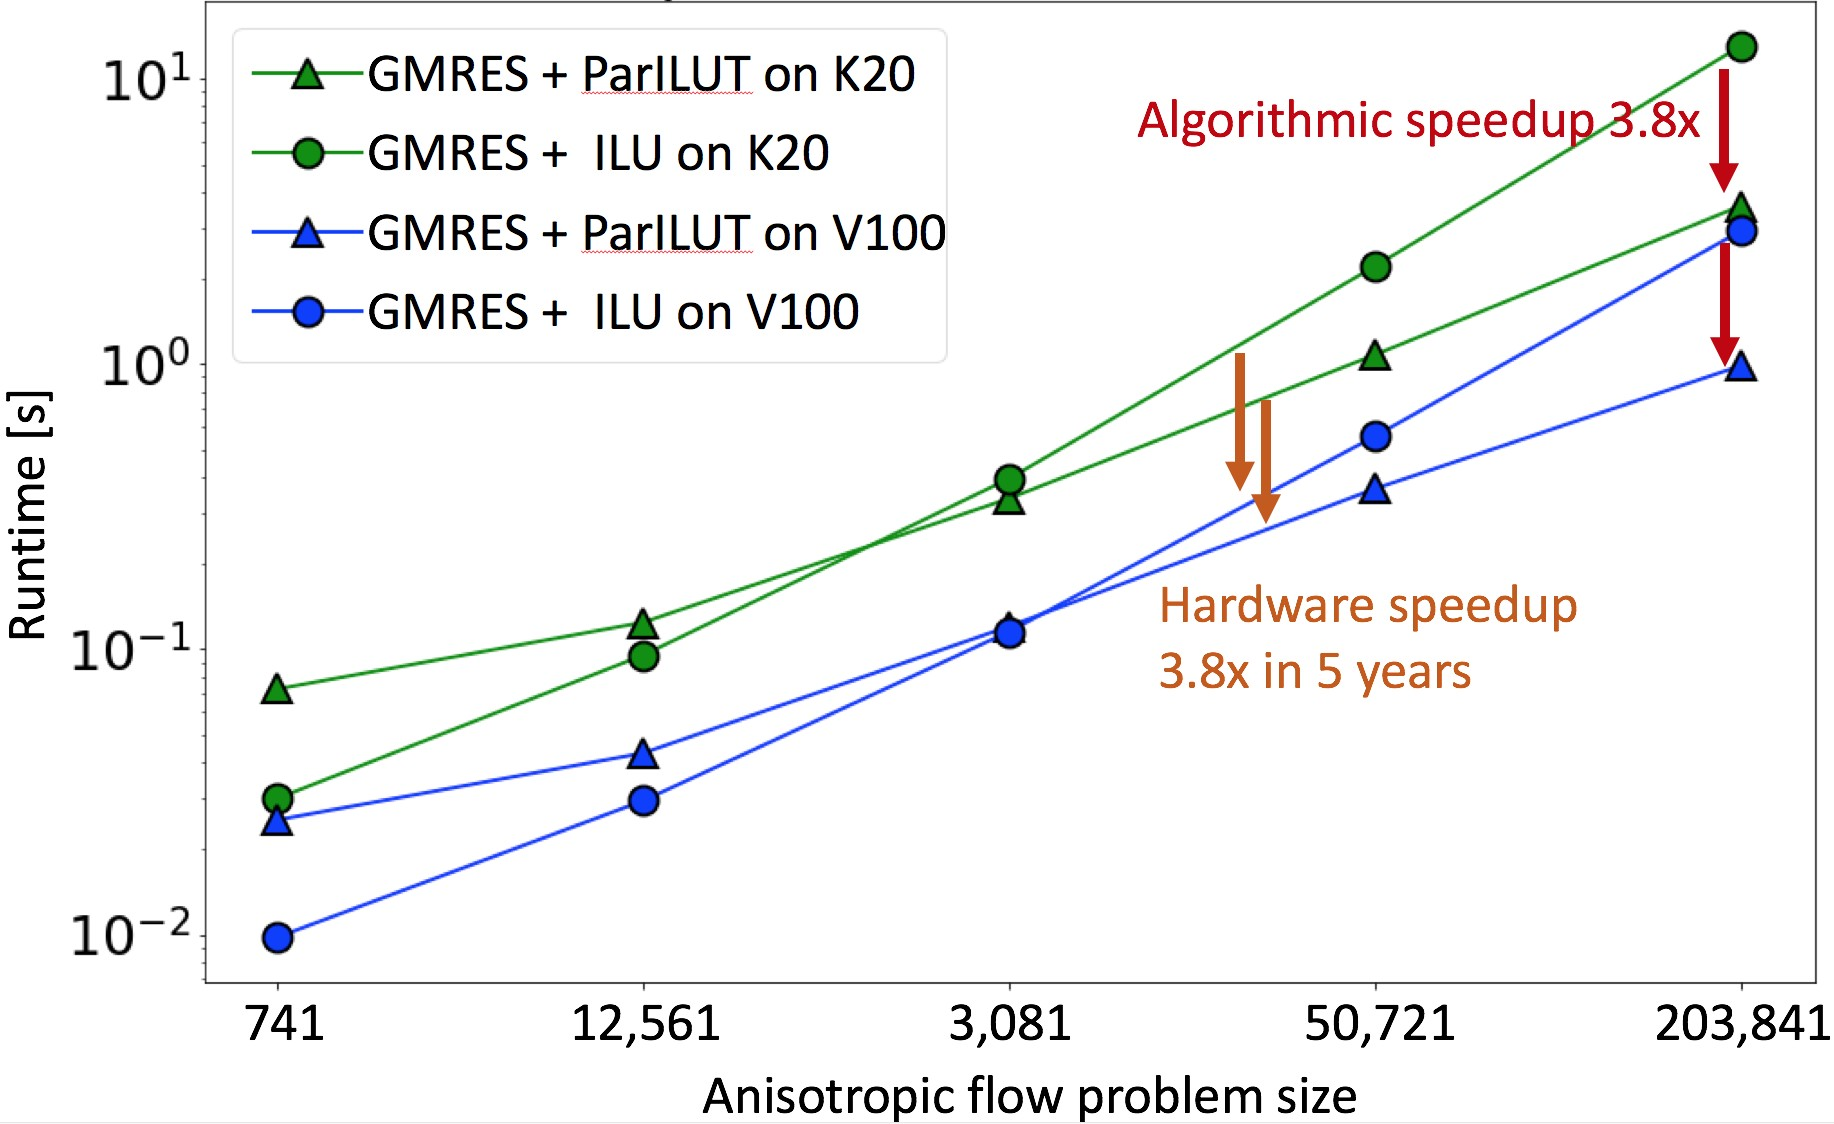 GMRES + ParILUT on K20
GMRES + ILU on K20
GMRES + ParILUT on V100
GMRES + ILU on V100
Algorithmic speedup 3.8x
Hardware speedup
3.8x in 5 years
Runtime [s]
10¹
10⁰
10⁻¹
10⁻²
741 12,561 3,081 50,721 203,841
Anisotropic flow problem size